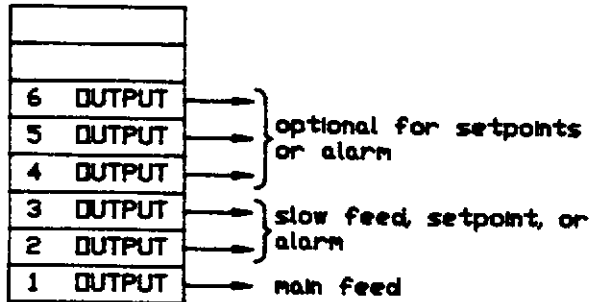 6 OUTPUT
5 OUTPUT
4 OUTPUT
optional for setpoints
or alarm
3 OUTPUT
2 OUTPUT
slow feed, setpoint, or
alarm
1 OUTPUT
main feed